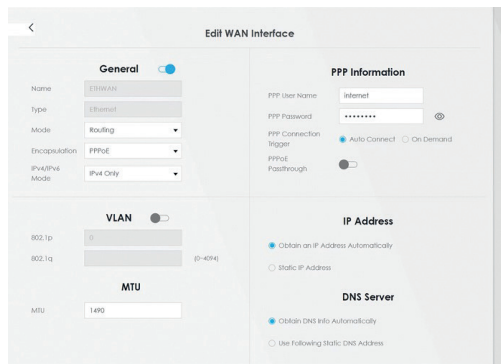 Edit WAN Interface
General
Name ETHWAN
Type Ethernet
Mode Routing
Encapsulation PPPoE
IPv4/IPv6 Mode IPv4 Only
PPP Information
PPP User Name internet
PPP Password ••••••••
PPP Connection Trigger Auto Connect On Demand
PPPoE Passthrough
VLAN
802.1p 0
802.1q (0~4094)
MTU
MTU 1490
IP Address
Obtain an IP Address Automatically
Static IP Address
DNS Server
Obtain DNS Info Automatically
Use Following Static DNS Address